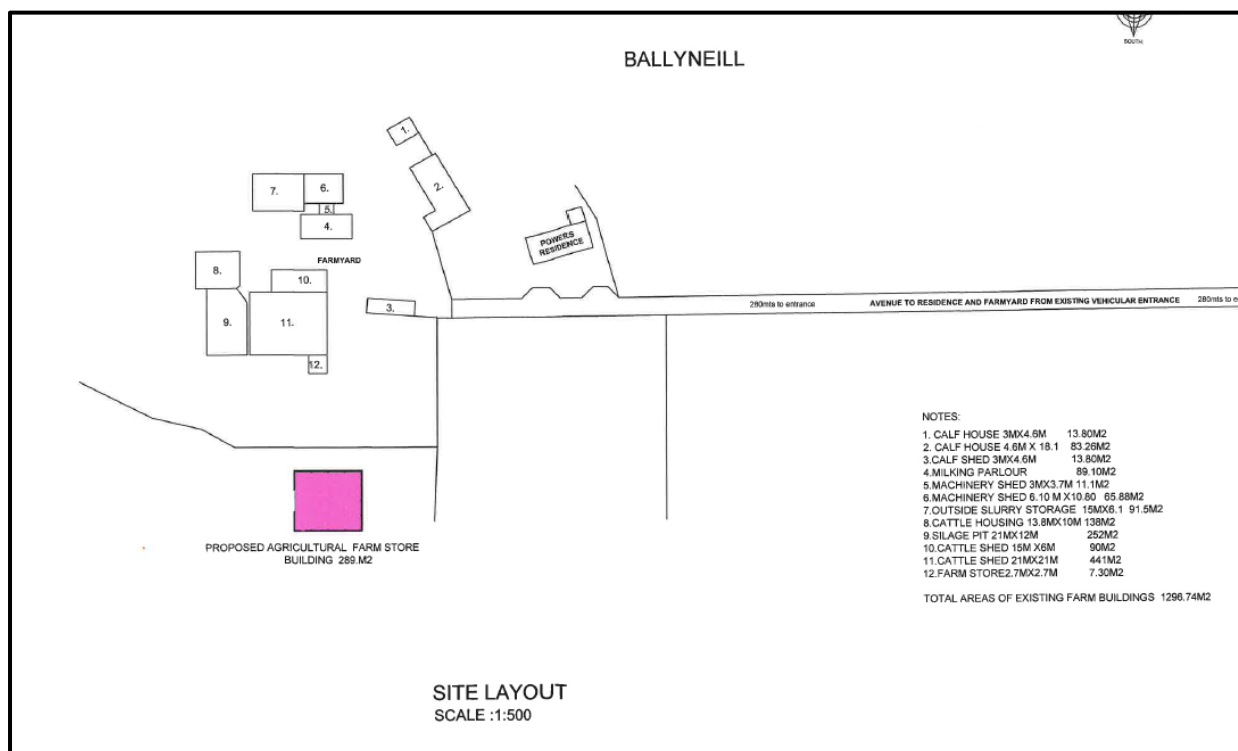 SOUTH
BALLYNEILL
1.
2.
7.
6.
5.
4.
POWERS
RESIDENCE
FARMYARD
8.
10.
9.
11.
3.
12.
280mts to entrance
AVENUE TO RESIDENCE AND FARMYARD FROM EXISTING VEHICULAR ENTRANCE
280mts to e
NOTES:
1. CALF HOUSE 3MX4.6M 13.80M2
2. CALF HOUSE 4.6M X 18.1 83.26M2
3.CALF SHED 3MX4.6M 13.80M2
4.MILKING PARLOUR 89.10M2
5.MACHINERY SHED 3MX3.7M 11.1M2
6.MACHINERY SHED 6.10 M X10.80 65.88M2
7.OUTSIDE SLURRY STORAGE 15MX6.1 91.5M2
8.CATTLE HOUSING 13.8MX10M 138M2
9.SILAGE PIT 21MX12M 252M2
10.CATTLE SHED 15M X6M 90M2
11.CATTLE SHED 21MX21M 441M2
12.FARM STORE2.7MX2.7M 7.30M2
TOTAL AREAS OF EXISTING FARM BUILDINGS 1296.74M2
PROPOSED AGRICULTURAL FARM STORE
BUILDING 289.M2
SITE LAYOUT
SCALE :1:500